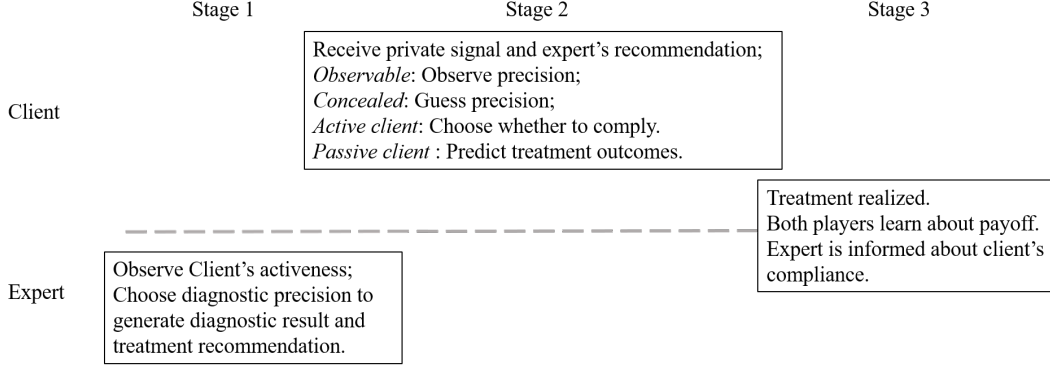 Stage 1
Stage 2
Stage 3
Client
Receive private signal and expert's recommendation;
Observable: Observe precision;
Concealed: Guess precision;
Active client: Choose whether to comply.
Passive client : Predict treatment outcomes.
Treatment realized.
Both players learn about payoff.
Expert is informed about client's
compliance.
Expert
Observe Client's activeness;
Choose diagnostic precision to
generate diagnostic result and
treatment recommendation.